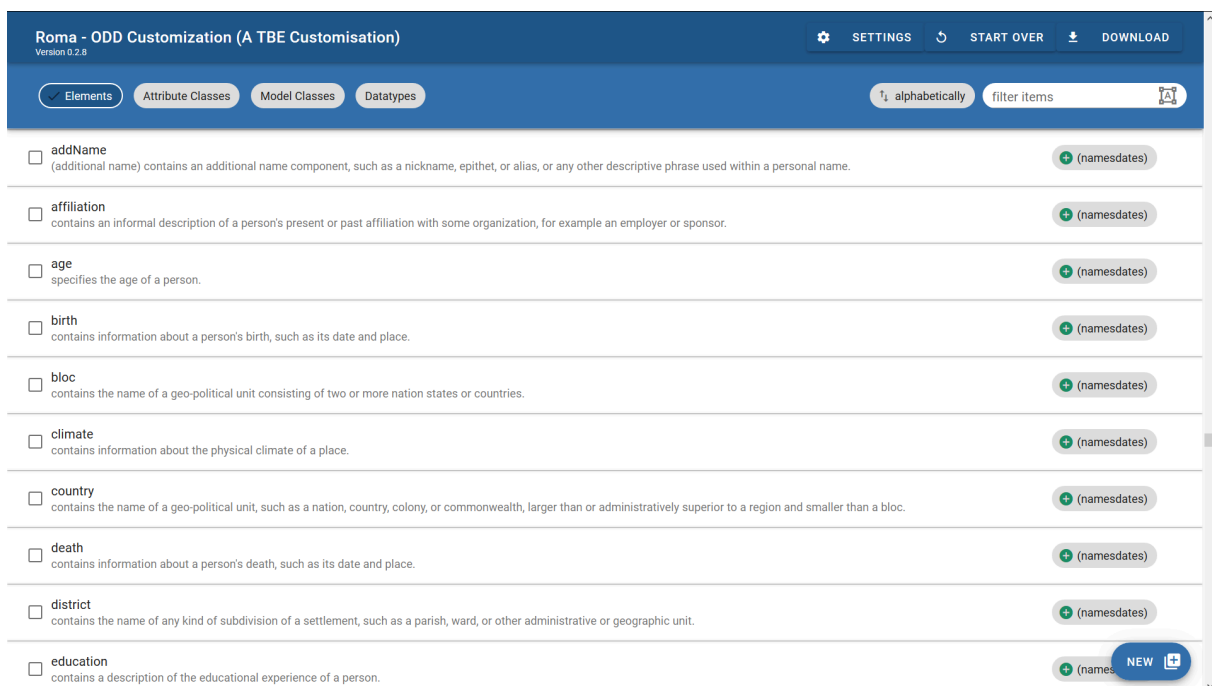 Roma - ODD Customization (A TBE Customisation)
Version 0.2.8
SETTINGS
START OVER
DOWNLOAD
Elements
Attribute Classes
Model Classes
Datatypes
alphabetically
filter items
addName
(additional name) contains an additional name component, such as a nickname, epithet, or alias, or any other descriptive phrase used within a personal name.
(namesdates)
affiliation
contains an informal description of a person's present or past affiliation with some organization, for example an employer or sponsor.
(namesdates)
age
specifies the age of a person.
(namesdates)
birth
contains information about a person's birth, such as its date and place.
(namesdates)
bloc
contains the name of a geo-political unit consisting of two or more nation states or countries.
(namesdates)
climate
contains information about the physical climate of a place.
(namesdates)
country
contains the name of a geo-political unit, such as a nation, country, colony, or commonwealth, larger than or administratively superior to a region and smaller than a bloc.
(namesdates)
death
contains information about a person's death, such as its date and place.
(namesdates)
district
contains the name of any kind of subdivision of a settlement, such as a parish, ward, or other administrative or geographic unit.
(namesdates)
education
contains a description of the educational experience of a person.
(names
NEW